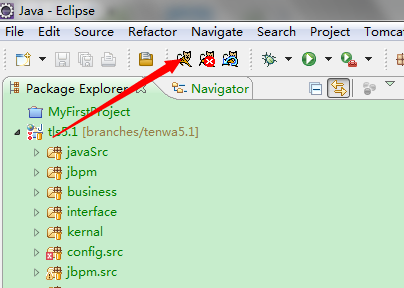 Java - Eclipse
File Edit Source Refactor Navigate Search Project Tomca
Package Explorer Navigator
MyFirstProject
tls5.1 [branches/tenwa5.1]
javaSrc
jbpm
business
interface
kernal
config.src
jbpm.src